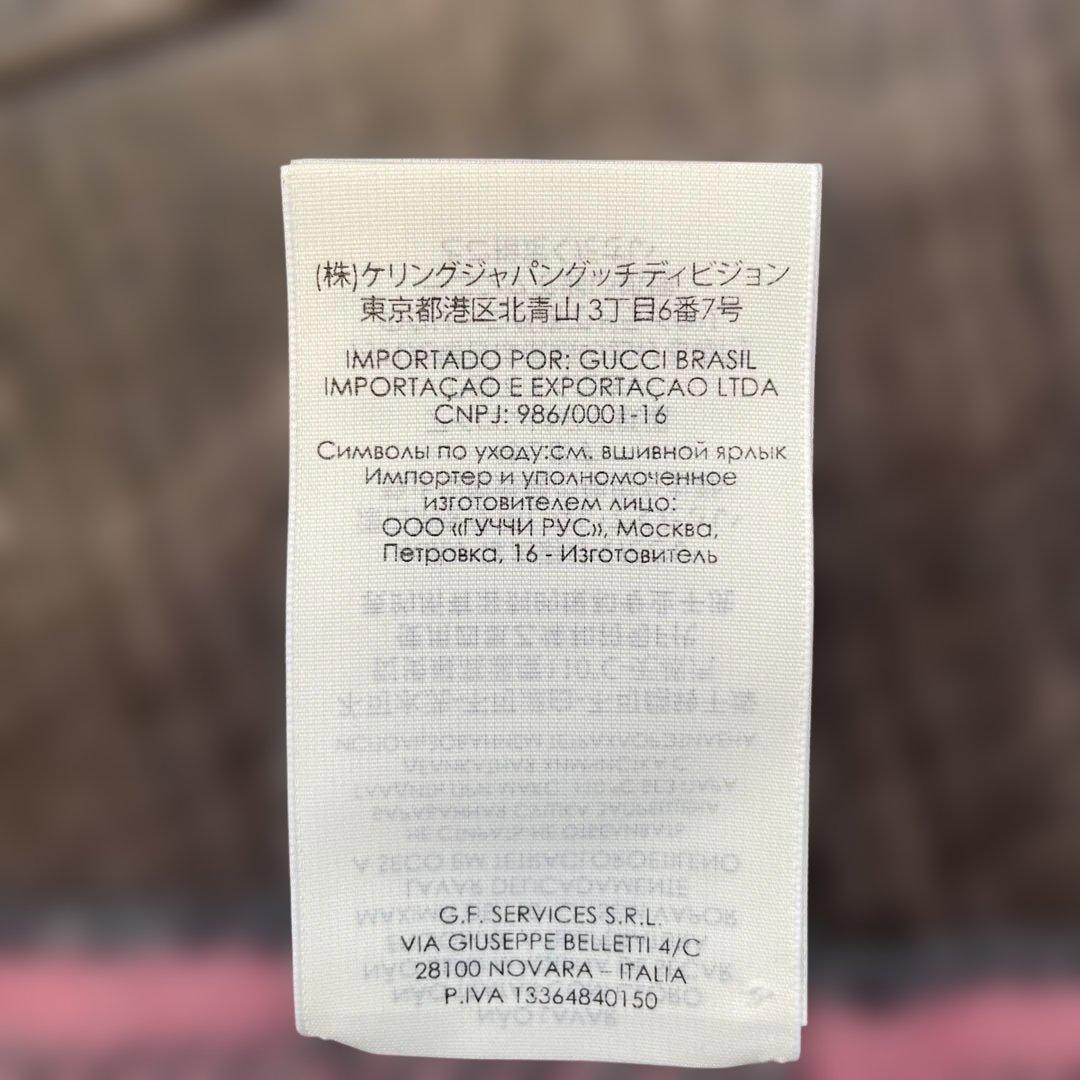 (株)ケリングジャパングッチディビジョン
東京都港区北青山 3丁目6番7号
IMPORTADO POR: GUCCI BRASIL
IMPORTAÇAO E EXPORTAÇAO LTDA
CNPJ: 986/0001-16
Символы по уходу:см. вшивной ярлык
Импортер и уполномоченное
изготовителем лицо:
ООО «ГУЧЧИ РУС», Москва,
Петровка, 16 - Изготовитель
G.F. SERVICES S.R.L.
VIA GIUSEPPE BELLETTI 4/C
28100 NOVARA – ITALIA
P.IVA 13364840150